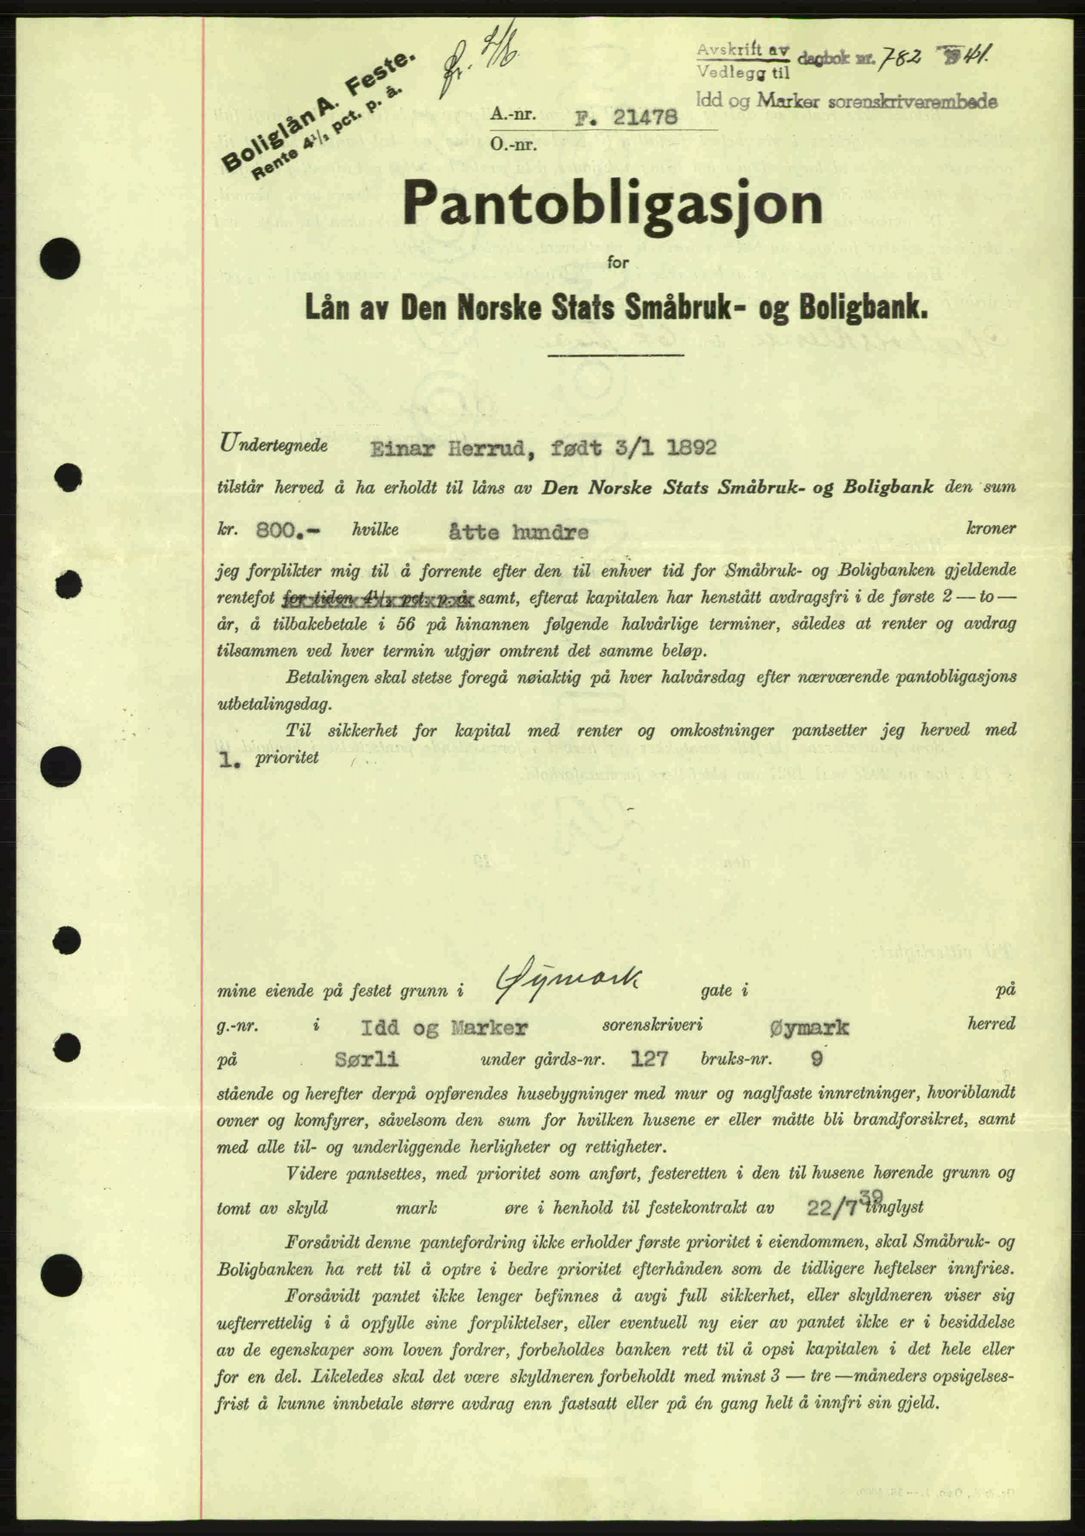 Boliglån A. Feste.
Rente 4½ pct. p. å.
Avskrift av
Vedlegg til dagbok nr. 782 1941.
Idd og Marker sorenskriverembede
A.-nr. F. 21478
O.-nr.
Pantobligasjon
for
Lån av Den Norske Stats Småbruk- og Boligbank.
Undertegnede Einar Herrud, født 3/1 1892
tilstår herved å ha erholdt til låns av Den Norske Stats Småbruk- og Boligbank den sum
kr. 800.- hvilke åtte hundre kroner
jeg forplikter mig til å forrente efter den til enhver tid for Småbruk- og Boligbanken gjeldende
rentefot for tiden 4½ pct. p. å. samt, efterat kapitalen har henstått avdragsfri i de første 2 — to —
år, å tilbakebetale i 56 på hinannen følgende halvårlige terminer, således at renter og avdrag
tilsammen ved hver termin utgjør omtrent det samme beløp.
Betalingen skal stetse foregå nøiaktig på hver halvårsdag efter nærværende pantobligasjons
utbetalingsdag.
Til sikkerhet for kapital med renter og omkostninger pantsetter jeg herved med
1. prioritet
mine eiende på festet grunn i Øymark gate i på
g.-nr. i Idd og Marker sorenskriveri Øymark herred
på Sørli under gårds-nr. 127 bruks-nr. 9
stående og herefter derpå opførendes husebygninger med mur og naglfaste innretninger, hvoriblandt
ovner og komfyrer, såvelsom den sum for hvilken husene er eller måtte bli brandforsikret, samt
med alle til- og underliggende herligheter og rettigheter.
Videre pantsettes, med prioritet som anført, festeretten i den til husene hørende grunn og
tomt av skyld mark øre i henhold til festekontrakt av 22/7 39 tinglyst
Forsåvidt denne pantefordring ikke erholder første prioritet i eiendommen, skal Småbruk- og
Boligbanken ha rett til å optre i bedre prioritet efterhånden som de tidligere heftelser innfries.
Forsåvidt pantet ikke lenger befinnes å avgi full sikkerhet, eller skyldneren viser sig
uefterrettelig i å opfylle sine forpliktelser, eller eventuell ny eier av pantet ikke er i besiddelse
av de egenskaper som loven fordrer, forbeholdes banken rett til å opsi kapitalen i det hele eller
for en del. Likeledes skal det være skyldneren forbeholdt med minst 3 — tre —måneders opsigelses-
frist å kunne innbetale større avdrag enn fastsatt eller på én gang helt å innfri sin gjeld.